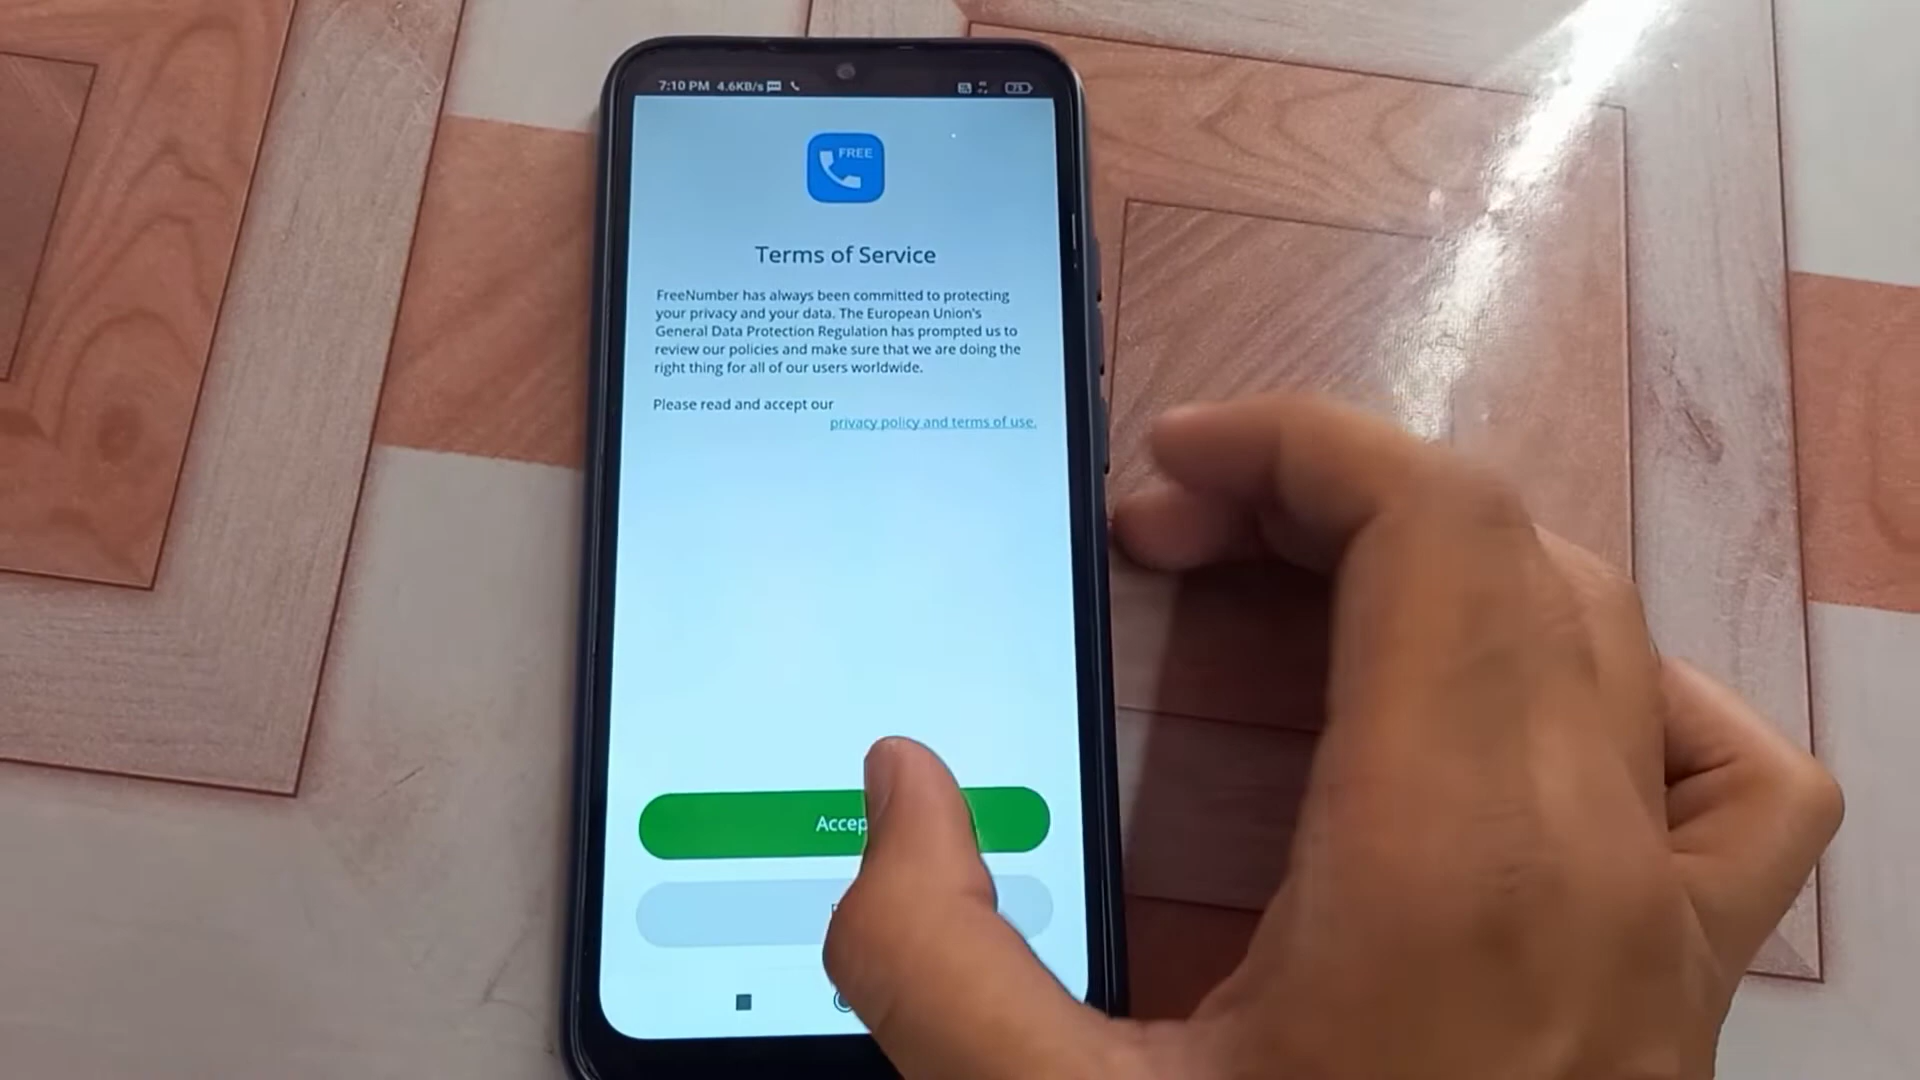 7:10 PM 4.6KB/s
FREE
Terms of Service
FreeNumber has always been committed to protecting
your privacy and your data. The European Union's
General Data Protection Regulation has prompted us to
review our policies and make sure that we are doing the
right thing for all of our users worldwide.
Please read and accept our
privacy policy and terms of use.
Accep